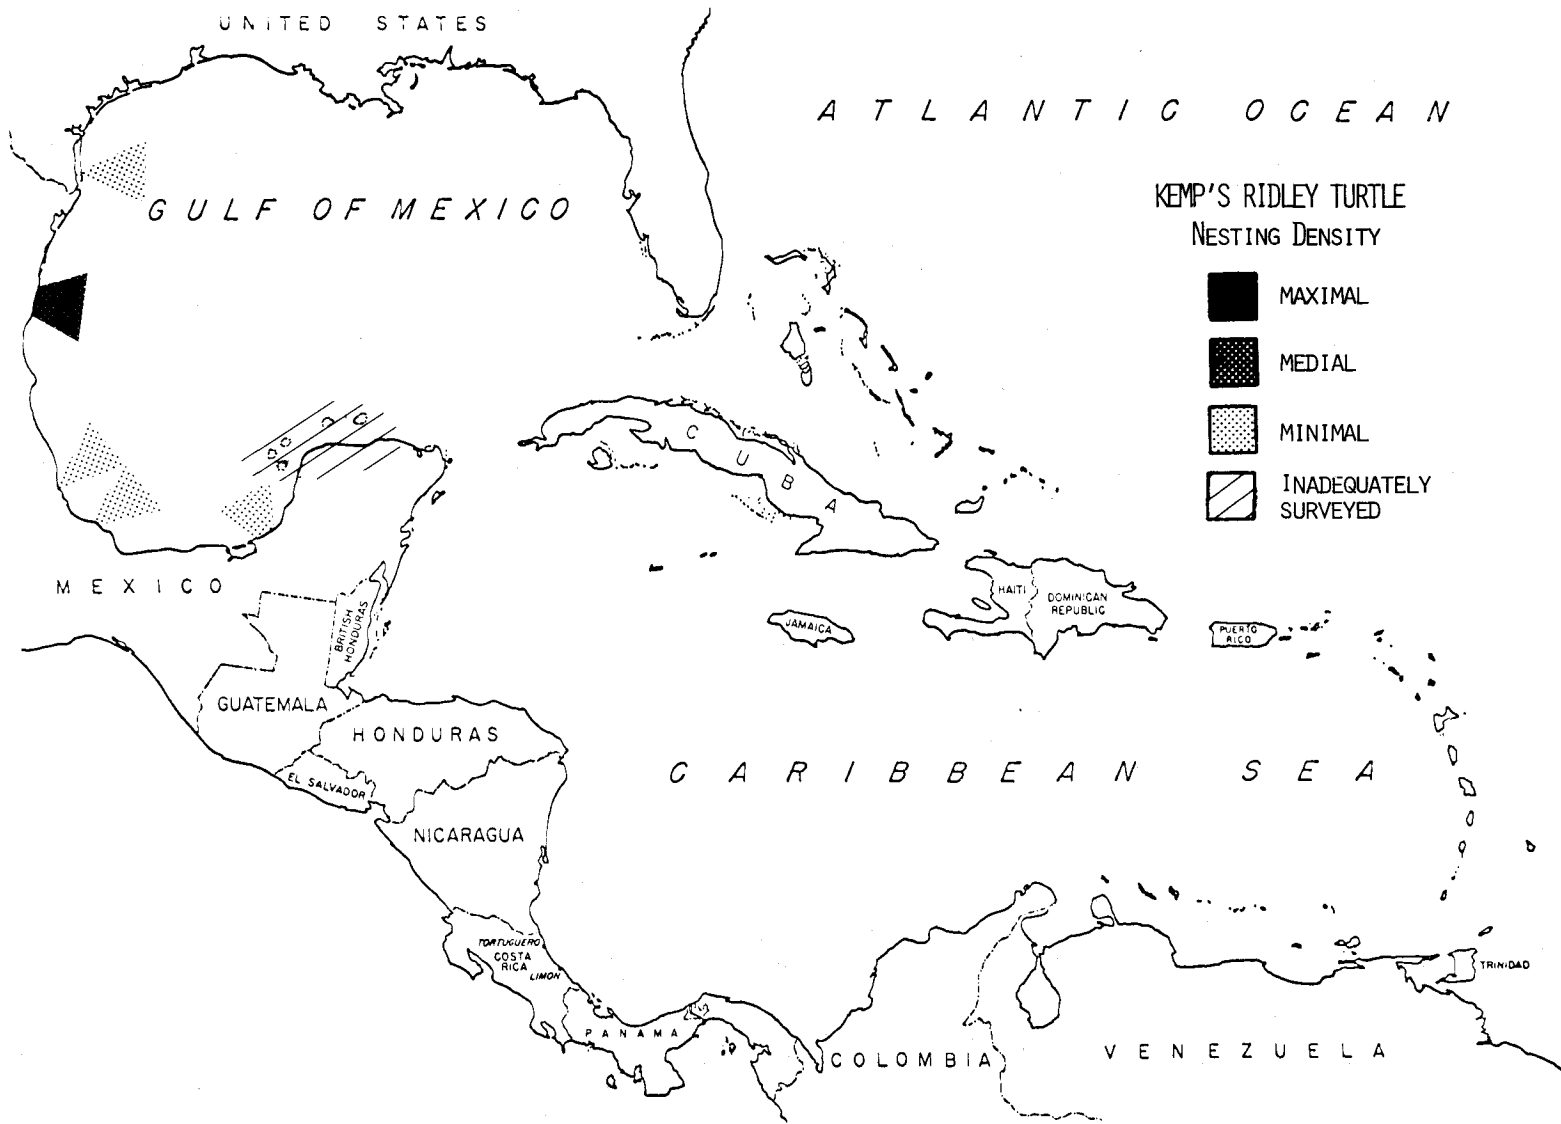 UNITED STATES
ATLANTIC OCEAN
GULF OF MEXICO
KEMP'S RIDLEY TURTLE
NESTING DENSITY
MAXIMAL
MEDIAL
MINIMAL
INADEQUATELY
SURVEYED
CUBA
MEXICO
BRITISH
HONDURAS
HAITI
DOMINICAN
REPUBLIC
JAMAICA
PUERTO
RICO
GUATEMALA
HONDURAS
EL SALVADOR
CARIBBEAN SEA
NICARAGUA
TORTUGUERO
COSTA
RICA
LIMON
TRINIDAD
PANAMA
COLOMBIA
VENEZUELA